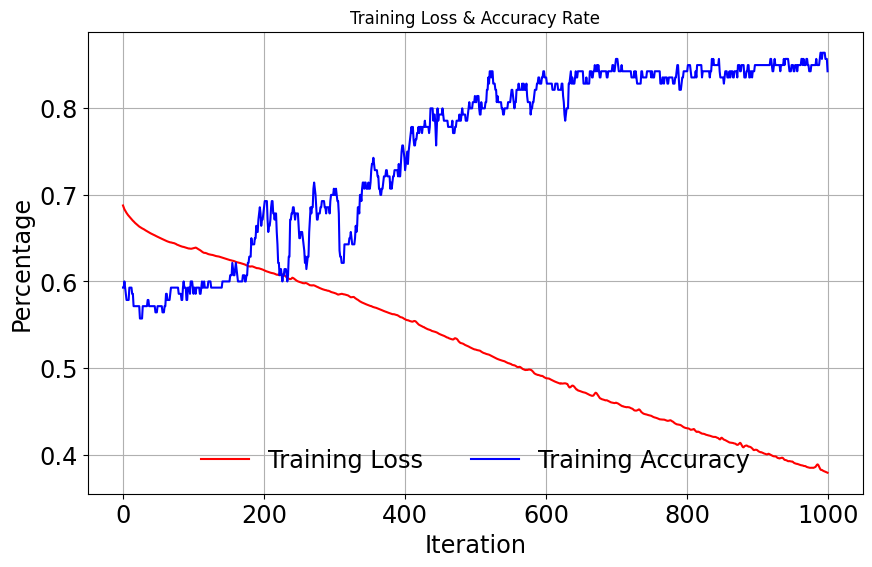 Training Loss & Accuracy Rate
0.8
0.7
0.6
0.5
0.4
Percentage
Training Loss
Training Accuracy
0
200
400
600
800
1000
Iteration